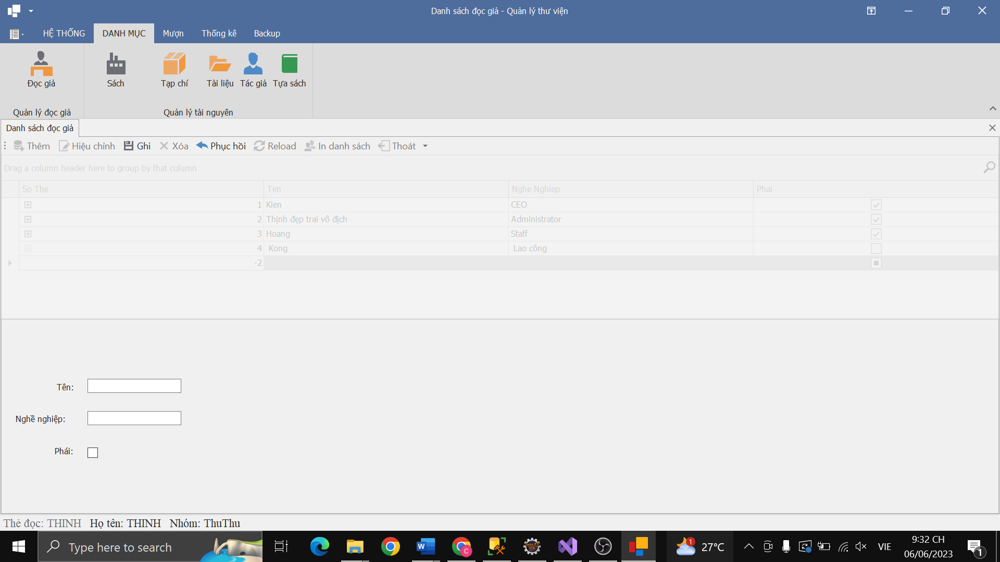 Danh sách đọc giả - Quản lý thư viện
HỆ THỐNG DANH MỤC Mượn Thống kê Backup
Đọc giả Sách Tạp chí Tài liệu Tác giả Tựa sách
Quản lý đọc giả Quản lý tài nguyên
Danh sách đọc giả
Thêm Hiệu chỉnh Ghi Xóa Phục hồi Reload In danh sách Thoát
Drag a column header here to group by that column
So The Ten Nghe Nghiep Phai
1 Kien CEO
2 Thịnh đẹp trai vô địch Administrator
3 Hoang Staff
4 Kong Lao công
-2
Tên:
Nghề nghiệp:
Phái:
Thẻ đọc: THINH Họ tên: THINH Nhóm: ThuThu
Type here to search
1 27°C VIE 9:32 CH
06/06/2023 1